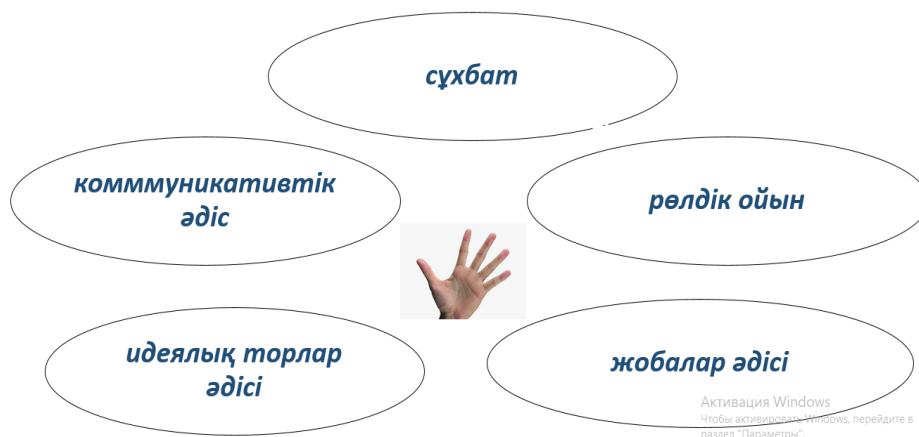 сұхбат
комммуникативтік
әдіс
рөлдік ойын
идеялық торлар
әдісі
жобалар әдісі
Активация Windows
Чтобы активировать Windows, перейдите в
раздел "Параметры".